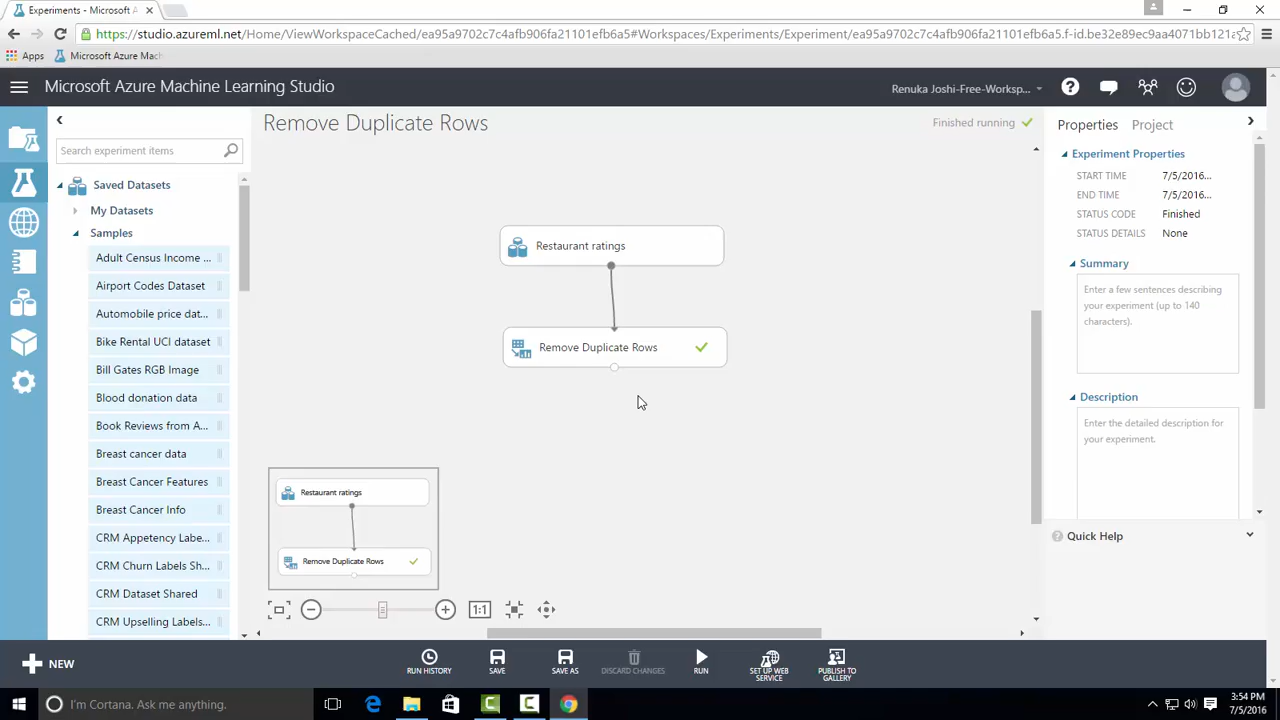 Experiments - Microsoft A
https://studio.azureml.net/Home/ViewWorkspaceCached/ea95a9702c7c4afb906fa21101efb6a5#Workspaces/Experiments/Experiment/ea95a9702c7c4afb906fa21101efb6a5.f-id.be32e89ec9aa4071bb121a
Apps
Microsoft Azure Mach
Microsoft Azure Machine Learning Studio
Renuka Joshi-Free-Worksp...
Search experiment items
Saved Datasets
My Datasets
Samples
Adult Census Income ...
Airport Codes Dataset
Automobile price dat...
Bike Rental UCI dataset
Bill Gates RGB Image
Blood donation data
Book Reviews from A...
Breast cancer data
Breast Cancer Features
Breast Cancer Info
CRM Appetency Labe...
CRM Churn Labels Sh...
CRM Dataset Shared
CRM Upselling Labels...
Remove Duplicate Rows
Finished running
Restaurant ratings
Remove Duplicate Rows
Restaurant ratings
Remove Duplicate Rows
1:1
Properties
Project
Experiment Properties
START TIME 7/5/2016...
END TIME 7/5/2016...
STATUS CODE Finished
STATUS DETAILS None
Summary
Enter a few sentences describing
your experiment (up to 140
characters).
Description
Enter the detailed description for
your experiment.
Quick Help
NEW
RUN HISTORY
SAVE
SAVE AS
DISCARD CHANGES
RUN
SET UP WEB
SERVICE
PUBLISH TO
GALLERY
I'm Cortana. Ask me anything.
3:54 PM
7/5/2016